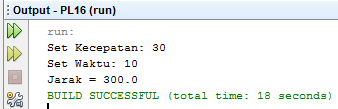 Output - PL16 (run)
run:
Set Kecepatan: 30
Set Waktu: 10
Jarak = 300.0
BUILD SUCCESSFUL (total time: 18 seconds)